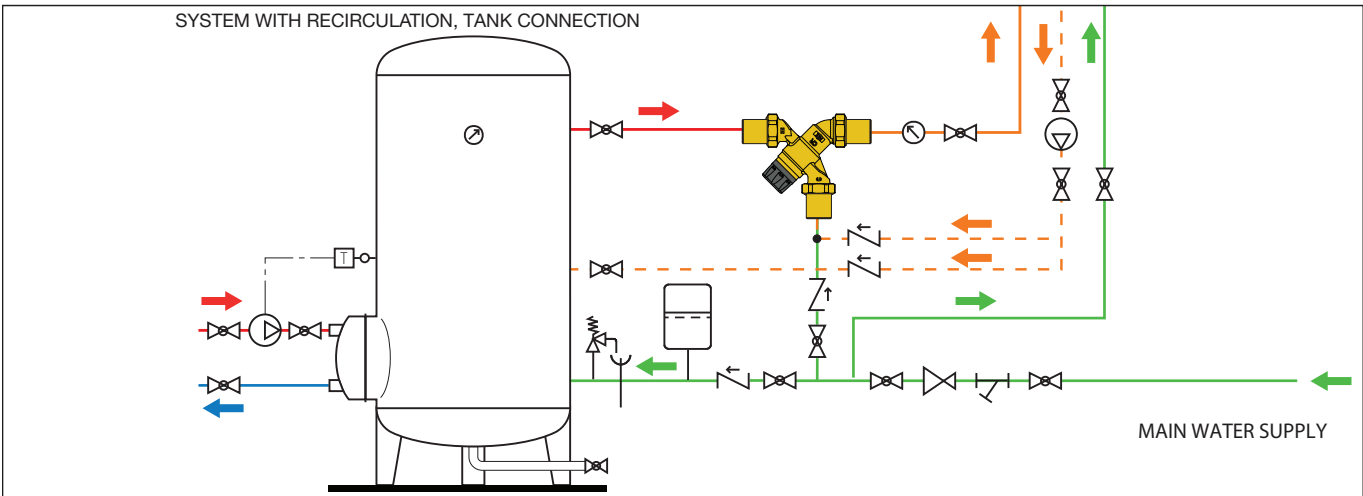 SYSTEM WITH RECIRCULATION, TANK CONNECTION
T
MAIN WATER SUPPLY